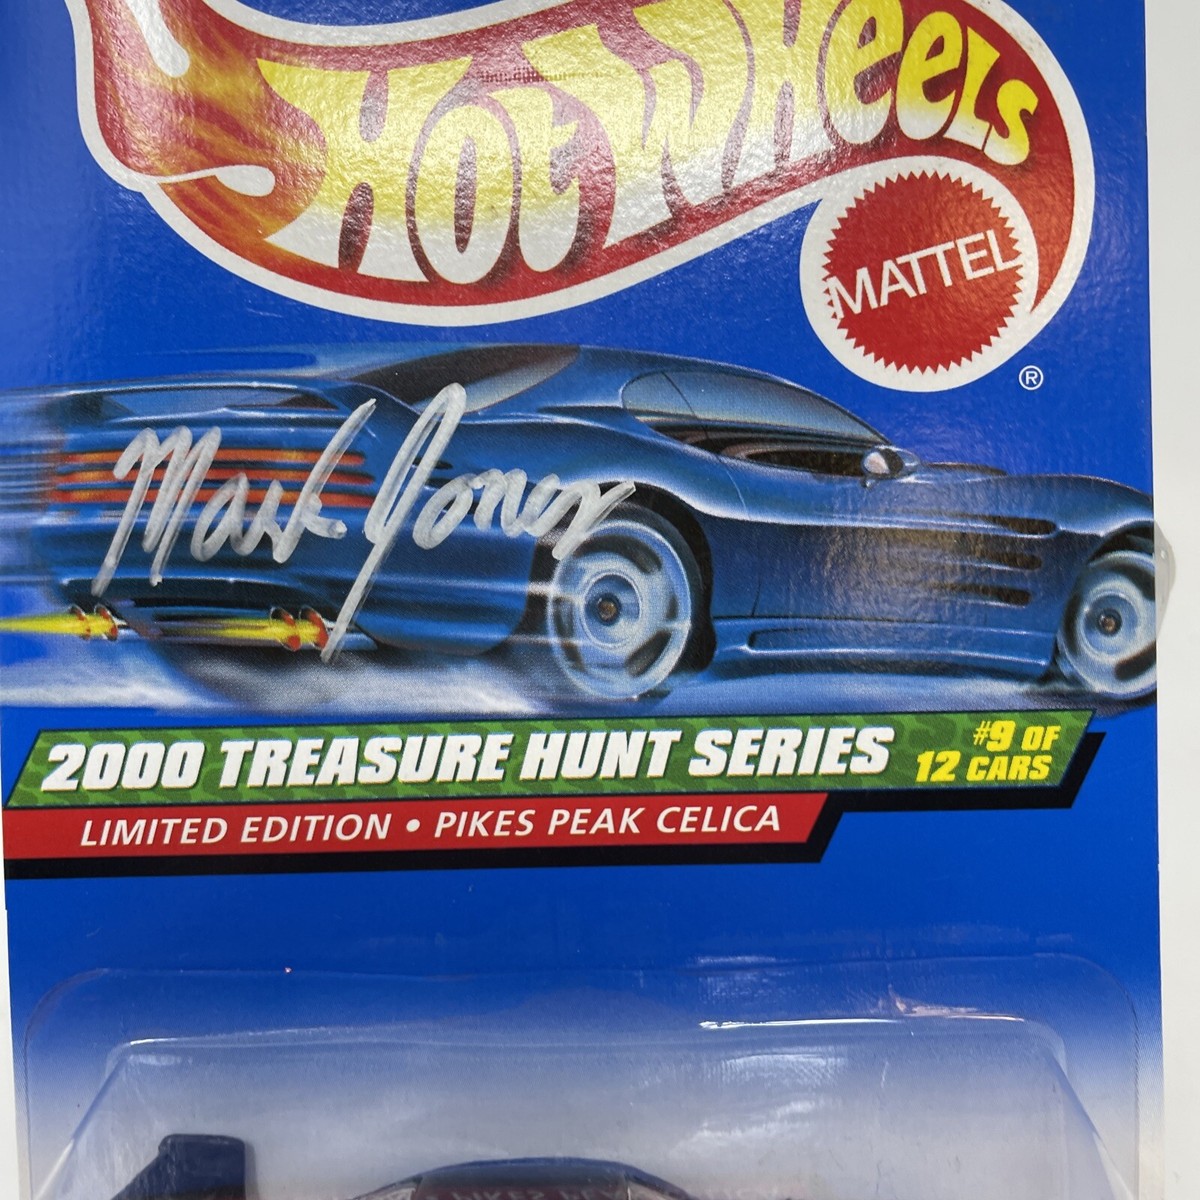 Hot Wheels
MATTEL
®
Mark Jones
2000 TREASURE HUNT SERIES
#9 OF
12 CARS
LIMITED EDITION • PIKES PEAK CELICA